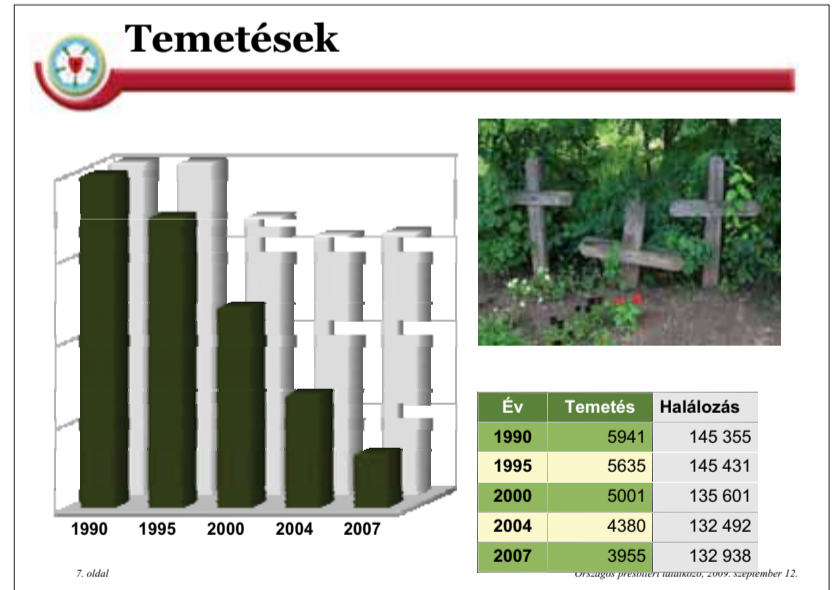 Temetések
1990 1995 2000 2004 2007
Év Temetés Halálozás
1990 5941 145 355
1995 5635 145 431
2000 5001 135 601
2004 4380 132 492
2007 3955 132 938
7. oldal
Országos presbiteri találkozó, 2009. szeptember 12.